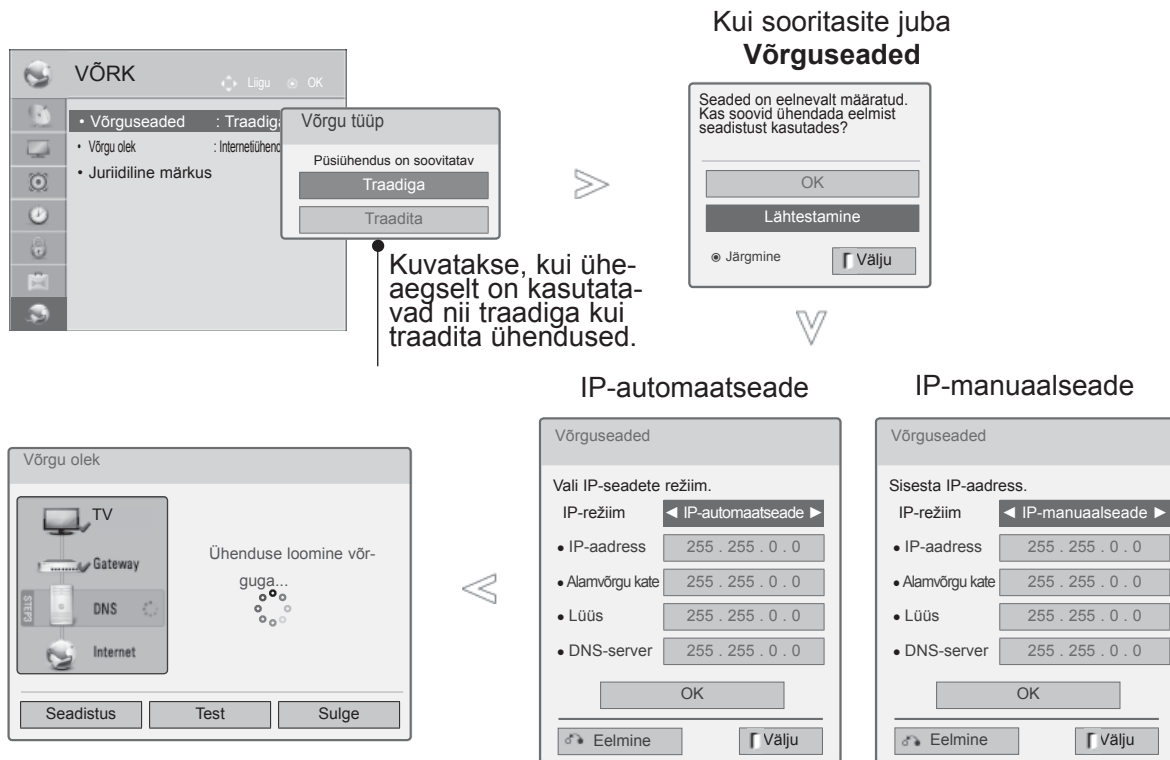 Kui sooritasite juba
Võrguseaded
VÕRK
Liigu
OK
• Võrguseaded : Traadiga
• Võrgu olek : Internetiühend
• Juriidiline märkus
Võrgu tüüp
Püsiühendus on soovitatav
Traadiga
Traadita
Kuvatakse, kui ühe-
aegselt on kasutata-
vad nii traadiga kui
traadita ühendused.
Seaded on eelnevalt määratud.
Kas soovid ühendada eelmist
seadistust kasutades?
OK
Lähtestamine
Järgmine
Välju
IP-automaatseade
Võrguseaded
Vali IP-seadete režiim.
IP-režiim ◄ IP-automaatseade ►
• IP-aadress 255 . 255 . 0 . 0
• Alamvõrgu kate 255 . 255 . 0 . 0
• Lüüs 255 . 255 . 0 . 0
• DNS-server 255 . 255 . 0 . 0
OK
Eelmine
Välju
IP-manuaalseade
Võrguseaded
Sisesta IP-aadress.
IP-režiim ◄ IP-manuaalseade ►
• IP-aadress 255 . 255 . 0 . 0
• Alamvõrgu kate 255 . 255 . 0 . 0
• Lüüs 255 . 255 . 0 . 0
• DNS-server 255 . 255 . 0 . 0
OK
Eelmine
Välju
Võrgu olek
TV
Gateway
STEP3
DNS
Internet
Ühenduse loomine võr-
guga...
Seadistus
Test
Sulge